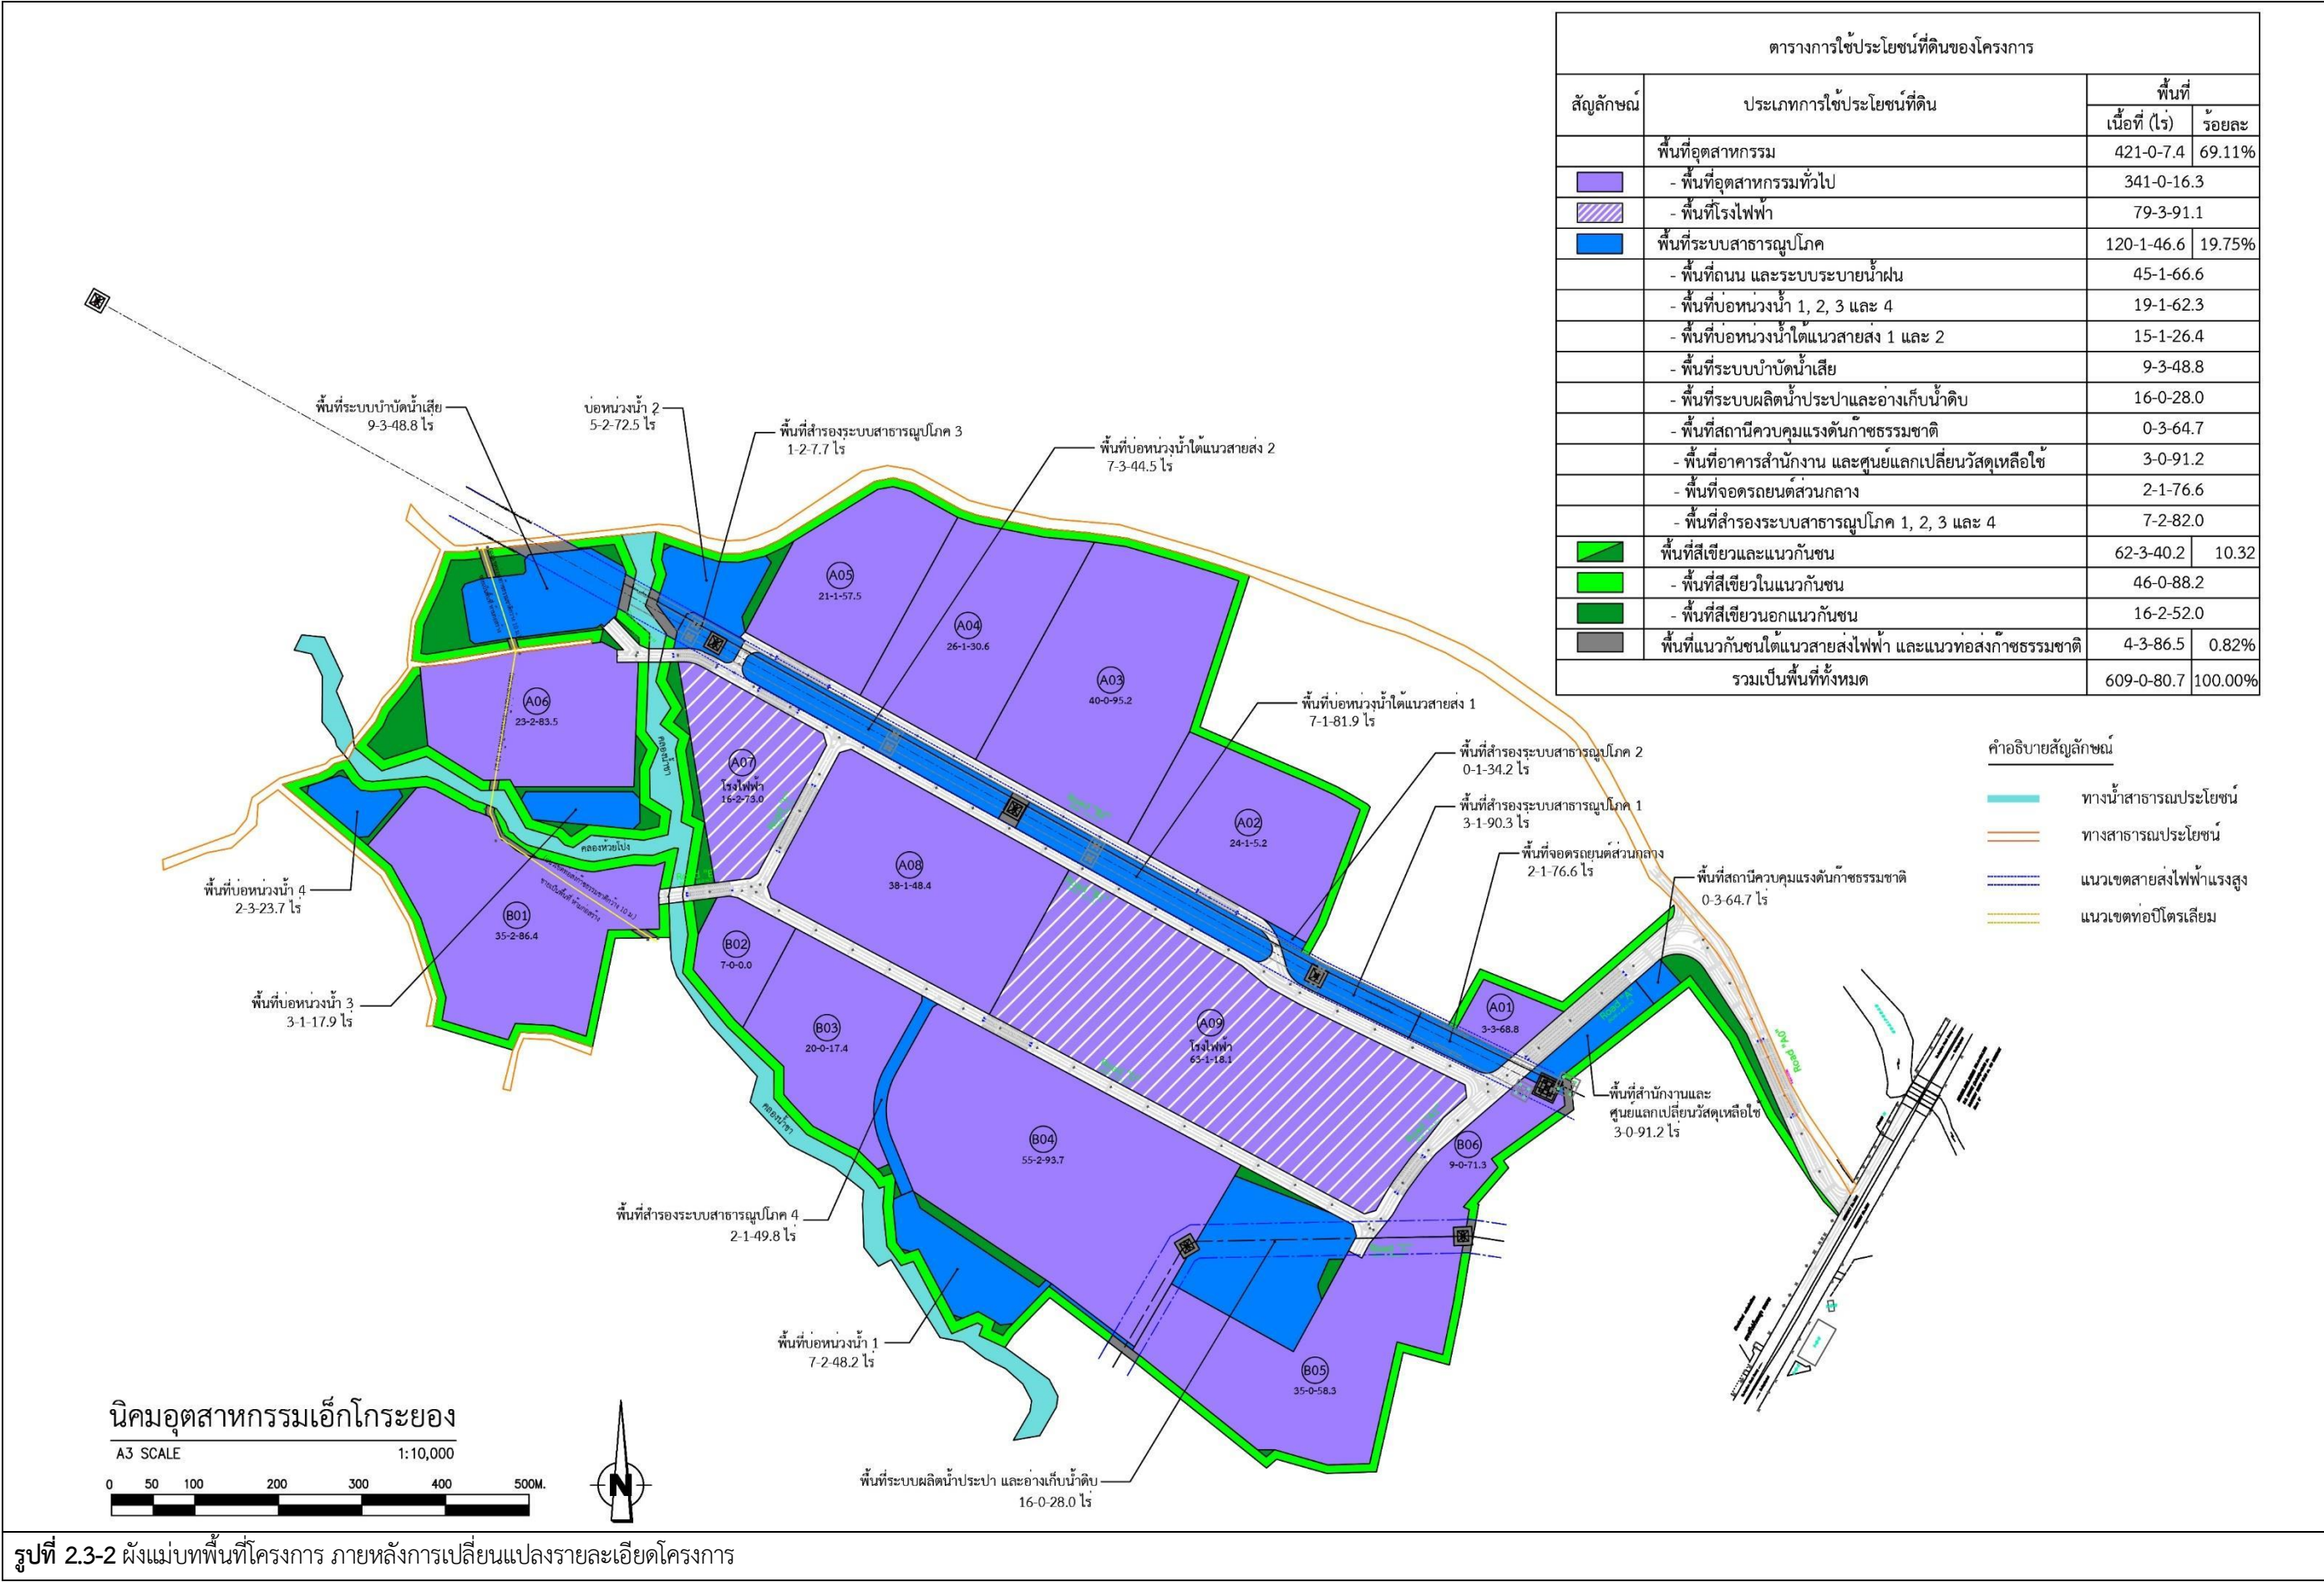 ตารางการใช้ประโยชน์ที่ดินของโครงการ
สัญลักษณ์ ประเภทการใช้ประโยชน์ที่ดิน พื้นที่
เนื้อที่ (ไร่) ร้อยละ
พื้นที่อุตสาหกรรม 421-0-7.4 69.11%
- พื้นที่อุตสาหกรรมทั่วไป 341-0-16.3
- พื้นที่โรงไฟฟ้า 79-3-91.1
พื้นที่ระบบสาธารณูปโภค 120-1-46.6 19.75%
- พื้นที่ถนน และระบบระบายน้ำฝน 45-1-66.6
- พื้นที่บ่อหน่วงน้ำ 1, 2, 3 และ 4 19-1-62.3
- พื้นที่บ่อหน่วงน้ำใต้แนวสายส่ง 1 และ 2 15-1-26.4
- พื้นที่ระบบบำบัดน้ำเสีย 9-3-48.8
- พื้นที่ระบบผลิตน้ำประปาและอ่างเก็บน้ำดิบ 16-0-28.0
- พื้นที่สถานีควบคุมแรงดันก๊าซธรรมชาติ 0-3-64.7
- พื้นที่อาคารสำนักงาน และศูนย์แลกเปลี่ยนวัสดุเหลือใช้ 3-0-91.2
- พื้นที่จอดรถยนต์ส่วนกลาง 2-1-76.6
- พื้นที่สำรองระบบสาธารณูปโภค 1, 2, 3 และ 4 7-2-82.0
พื้นที่สีเขียวและแนวกันชน 62-3-40.2 10.32
- พื้นที่สีเขียวในแนวกันชน 46-0-88.2
- พื้นที่สีเขียวนอกแนวกันชน 16-2-52.0
พื้นที่แนวกันชนใต้แนวสายส่งไฟฟ้า และแนวท่อส่งก๊าซธรรมชาติ 4-3-86.5 0.82%
รวมเป็นพื้นที่ทั้งหมด 609-0-80.7 100.00%
พื้นที่ระบบบำบัดน้ำเสีย
9-3-48.8 ไร่
บ่อหน่วงน้ำ 2
5-2-72.5 ไร่
พื้นที่สำรองระบบสาธารณูปโภค 3
1-2-7.7 ไร่
พื้นที่บ่อหน่วงน้ำใต้แนวสายส่ง 2
7-3-44.5 ไร่
A05
21-1-57.5
A04
26-1-30.6
A03
40-0-95.2
A06
23-2-83.5
พื้นที่บ่อหน่วงน้ำใต้แนวสายส่ง 1
7-1-81.9 ไร่
คลองน้ำชา
A07
โรงไฟฟ้า
16-2-73.0
พื้นที่สำรองระบบสาธารณูปโภค 2
0-1-34.2 ไร่
พื้นที่สำรองระบบสาธารณูปโภค 1
3-1-90.3 ไร่
A02
24-1-5.2
พื้นที่จอดรถยนต์ส่วนกลาง
2-1-76.6 ไร่
พื้นที่สถานีควบคุมแรงดันก๊าซธรรมชาติ
0-3-64.7 ไร่
คำอธิบายสัญลักษณ์
ทางน้ำสาธารณประโยชน์
ทางสาธารณประโยชน์
แนวเขตสายส่งไฟฟ้าแรงสูง
แนวเขตท่อปิโตรเลียม
คลองห้วยโป่ง
A08
38-1-48.4
พื้นที่บ่อหน่วงน้ำ 4
2-3-23.7 ไร่
B01
35-2-86.4
B02
7-0-0.0
พื้นที่บ่อหน่วงน้ำ 3
3-1-17.9 ไร่
A01
3-3-68.8
B03
20-0-17.4
A09
โรงไฟฟ้า
63-1-18.1
Road "A0"
พื้นที่สำนักงานและ
ศูนย์แลกเปลี่ยนวัสดุเหลือใช้
3-0-91.2 ไร่
คลองน้ำชา
B04
55-2-93.7
B06
9-0-71.3
พื้นที่สำรองระบบสาธารณูปโภค 4
2-1-49.8 ไร่
พื้นที่บ่อหน่วงน้ำ 1
7-2-48.2 ไร่
B05
35-0-58.3
พื้นที่ระบบผลิตน้ำประปา และอ่างเก็บน้ำดิบ
16-0-28.0 ไร่
นิคมอุตสาหกรรมเอ็กโกระยอง
A3 SCALE 1:10,000
0 50 100 200 300 400 500M.
N
รูปที่ 2.3-2 ผังแม่บทพื้นที่โครงการ ภายหลังการเปลี่ยนแปลงรายละเอียดโครงการ